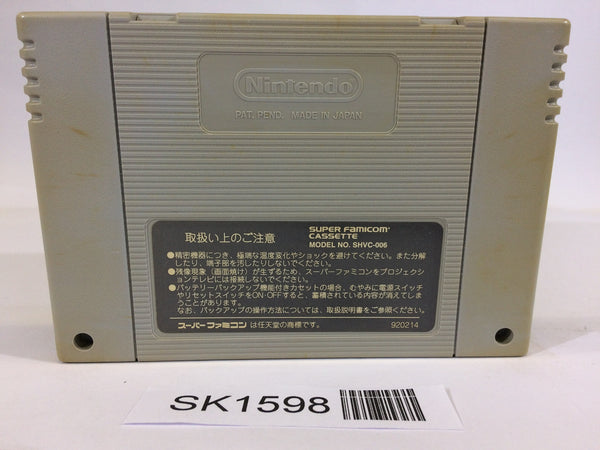 Nintendo
PAT. PEND. MADE IN JAPAN
取扱い上のご注意
SUPER FAMICOM
CASSETTE
MODEL NO. SHVC-006
●精密機器につき、極端な温度変化やショックを避けてください。また分解
したり、端子部を汚したりしないでください。
●残像現象（画面焼け）が生ずるため、スーパーファミコンをプロジェクシ
ョンテレビには接続しないでください。
●バッテリーバックアップ機能付きカセットの場合、むやみに電源スイッチ
やリセットスイッチをON・OFFすると、蓄積されている内容が消えてしま
うことがあります。
なお、バックアップの操作方法については、取扱説明書をご参照ください。
スーパーファミコン は任天堂の商標です。
920214
SK1598